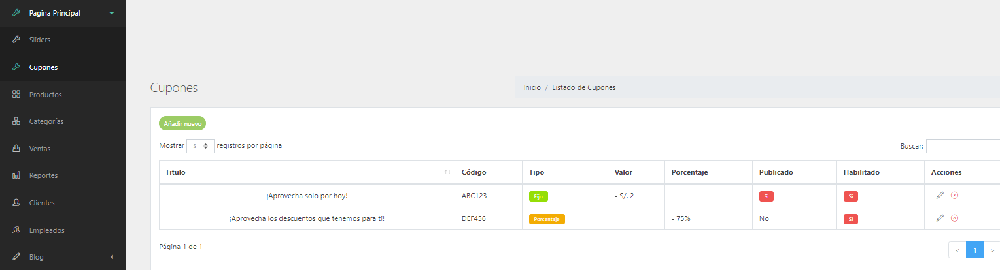 Pagina Principal
Sliders
Cupones
Productos
Categorías
Ventas
Reportes
Clientes
Empleados
Blog
Cupones
Inicio / Listado de Cupones
Añadir nuevo
Mostrar 5 registros por página
Buscar:
Titulo Código Tipo Valor Porcentaje Publicado Habilitado Acciones
¡Aprovecha solo por hoy! ABC123 Fijo - S/. 2 Si Si
¡Aprovecha los descuentos que tenemos para ti! DEF456 Porcentaje - 75% No Si
Página 1 de 1
< 1 >